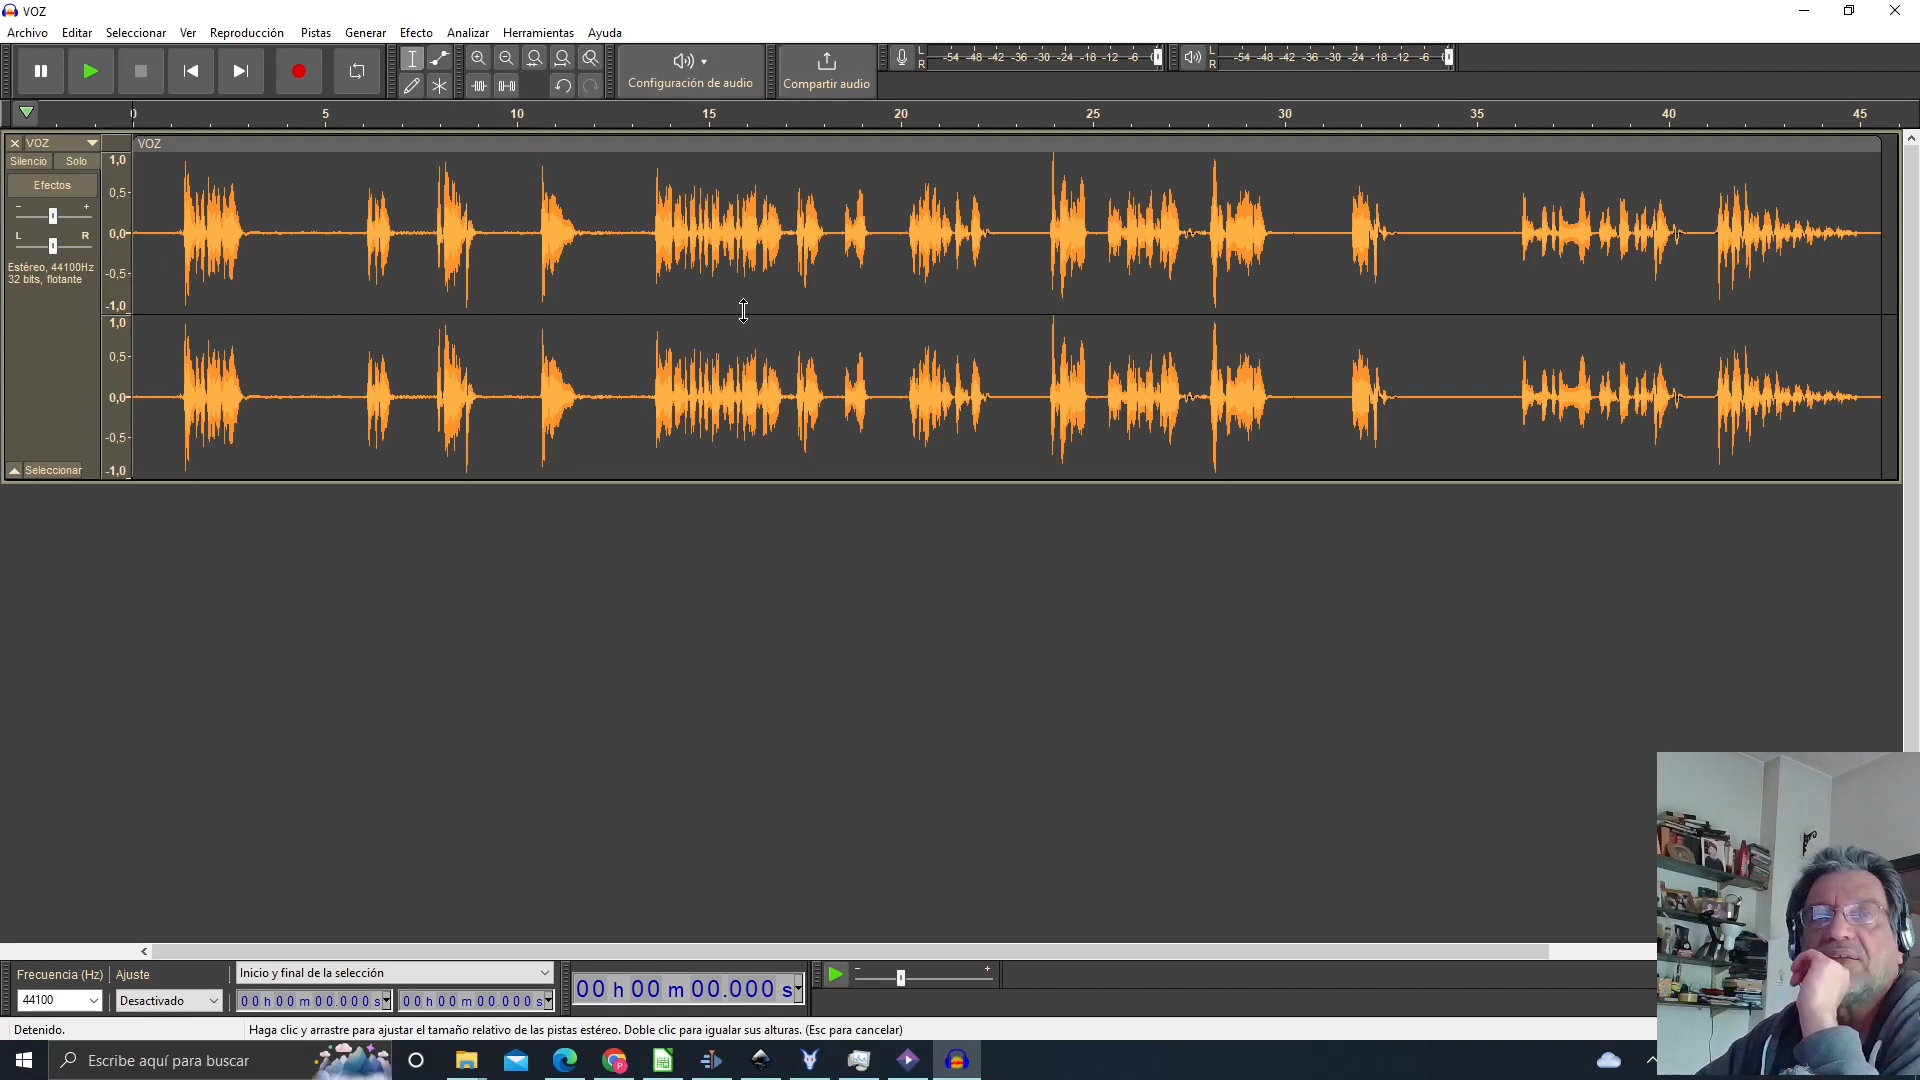 VOZ
Archivo Editar Seleccionar Ver Reproducción Pistas Generar Efecto Analizar Herramientas Ayuda
Configuración de audio
Compartir audio
L
R
-54 -48 -42 -36 -30 -24 -18 -12 -6
L
R
-54 -48 -42 -36 -30 -24 -18 -12 -6
0 5 10 15 20 25 30 35 40 45
VOZ
VOZ
Silencio Solo
Efectos
- +
L R
Estéreo, 44100Hz
32 bits, flotante
Seleccionar
1,0
0,5-
0,0-
-0,5-
-1,0
1,0
0,5-
0,0-
-0,5-
-1,0
Frecuencia (Hz) Ajuste
Inicio y final de la selección
44100
Desactivado
00 h 00 m 00.000 s
00 h 00 m 00.000 s
00 h 00 m 00.000 s
- +
Detenido.
Haga clic y arrastre para ajustar el tamaño relativo de las pistas estéreo. Doble clic para igualar sus alturas. (Esc para cancelar)
Escribe aquí para buscar